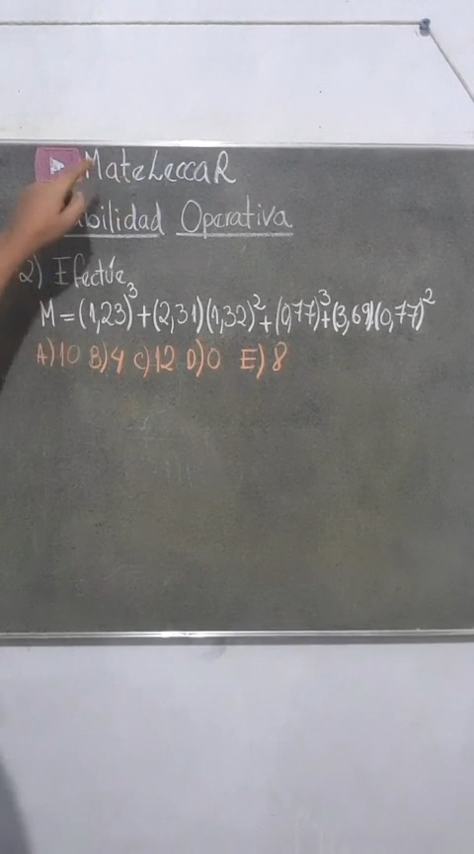 MateLeccaR
abilidad Operativa
2) Efectúe
M = (1,23)³ + (2,31)(1,32)² + (0,77)³ + (3,69)(0,77)²
A) 10 B) 4 C) 12 D) 0 E) 8